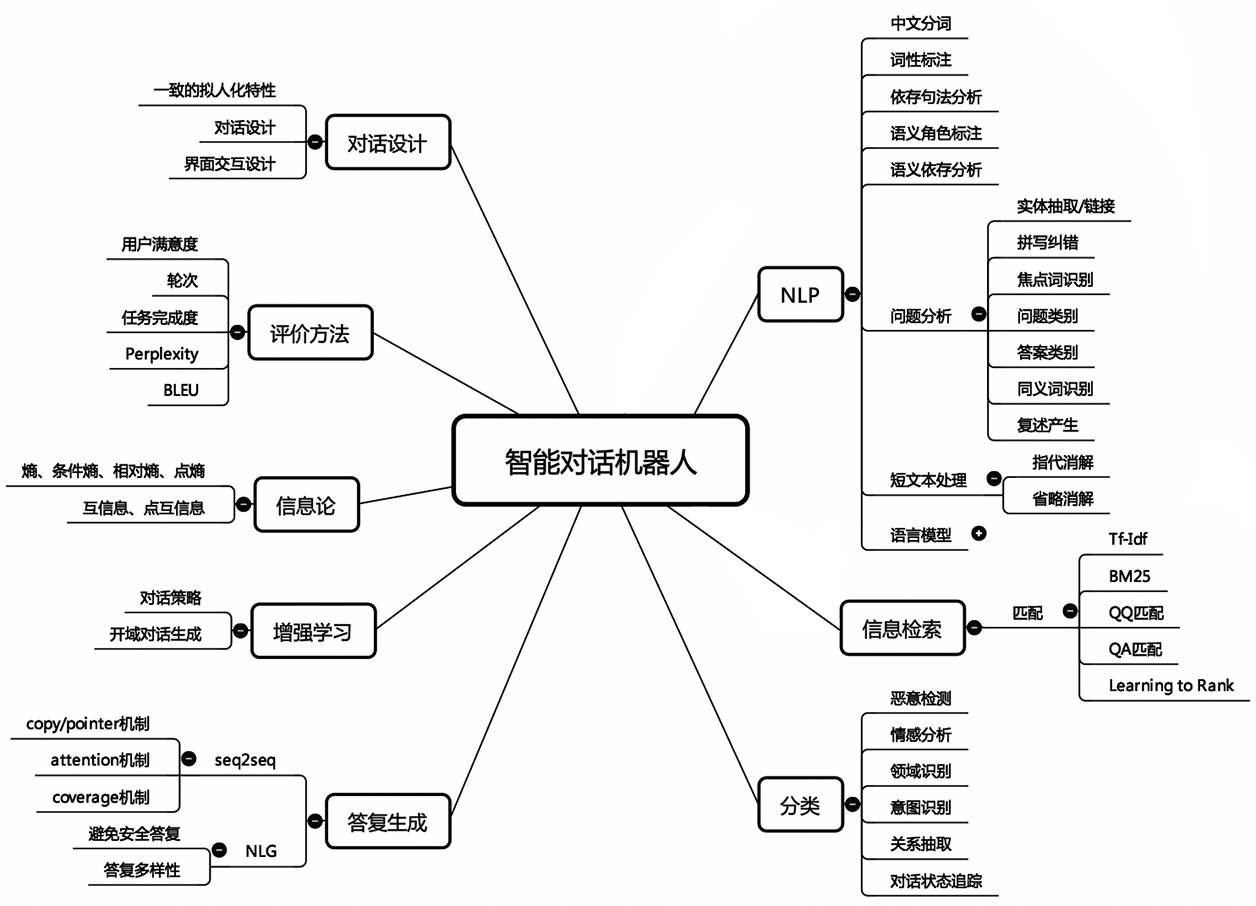 智能对话机器人
NLP
中文分词
词性标注
依存句法分析
语义角色标注
语义依存分析
问题分析
实体抽取/链接
拼写纠错
焦点词识别
问题类别
答案类别
同义词识别
复述产生
短文本处理
指代消解
省略消解
语言模型
信息检索
匹配
Tf-Idf
BM25
QQ匹配
QA匹配
Learning to Rank
分类
恶意检测
情感分析
领域识别
意图识别
关系抽取
对话状态追踪
对话设计
一致的拟人化特性
对话设计
界面交互设计
评价方法
用户满意度
轮次
任务完成度
Perplexity
BLEU
信息论
熵、条件熵、相对熵、点熵
互信息、点互信息
增强学习
对话策略
开域对话生成
答复生成
seq2seq
copy/pointer机制
attention机制
coverage机制
NLG
避免安全答复
答复多样性